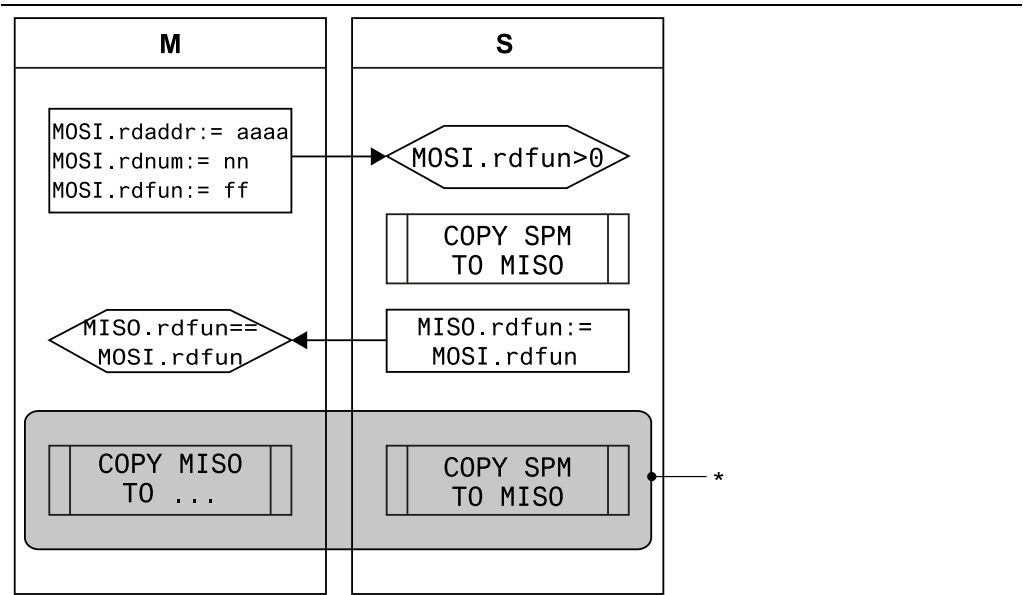 M
S
MOSI.rdaddr:= aaaa
MOSI.rdnum:= nn
MOSI.rdfun:= ff
MOSI.rdfun>0
COPY SPM
TO MISO
MISO.rdfun==
MOSI.rdfun
MISO.rdfun:=
MOSI.rdfun
COPY MISO
TO ...
COPY SPM
TO MISO
*